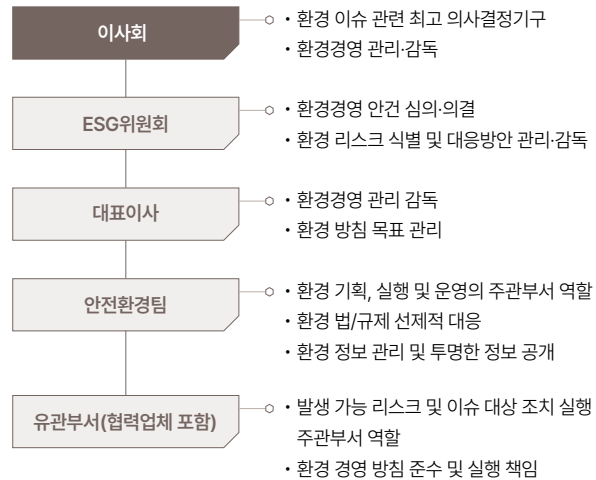 이사회
• 환경 이슈 관련 최고 의사결정기구
• 환경경영 관리·감독
ESG위원회
• 환경경영 안건 심의·의결
• 환경 리스크 식별 및 대응방안 관리·감독
대표이사
• 환경경영 관리 감독
• 환경 방침 목표 관리
안전환경팀
• 환경 기획, 실행 및 운영의 주관부서 역할
• 환경 법/규제 선제적 대응
• 환경 정보 관리 및 투명한 정보 공개
유관부서(협력업체 포함)
• 발생 가능 리스크 및 이슈 대상 조치 실행
주관부서 역할
• 환경 경영 방침 준수 및 실행 책임